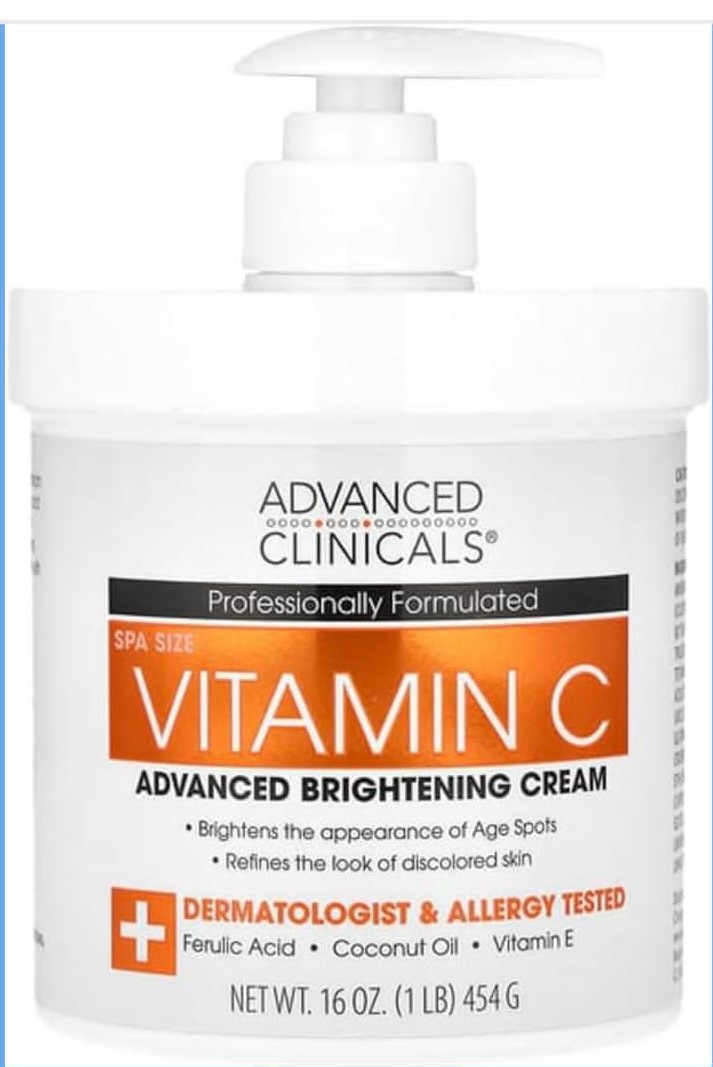 ADVANCED
CLINICALS®
Professionally Formulated
SPA SIZE
VITAMIN C
ADVANCED BRIGHTENING CREAM
• Brightens the appearance of Age Spots
• Refines the look of discolored skin
DERMATOLOGIST & ALLERGY TESTED
Ferulic Acid • Coconut Oil • Vitamin E
NET WT. 16 OZ. (1 LB) 454 G